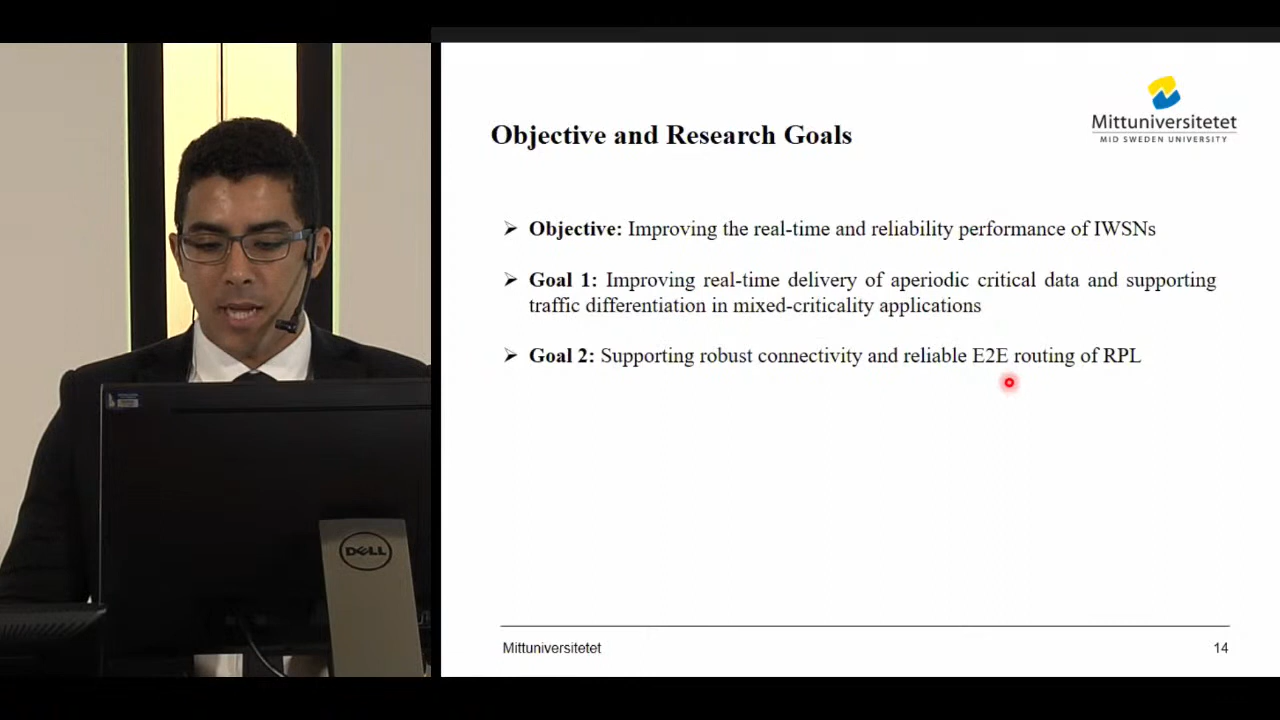 Mittuniversitetet
MID SWEDEN UNIVERSITY
Objective and Research Goals
➢ Objective: Improving the real-time and reliability performance of IWSNs
➢ Goal 1: Improving real-time delivery of aperiodic critical data and supporting
traffic differentiation in mixed-criticality applications
➢ Goal 2: Supporting robust connectivity and reliable E2E routing of RPL
DELL
Mittuniversitetet
14